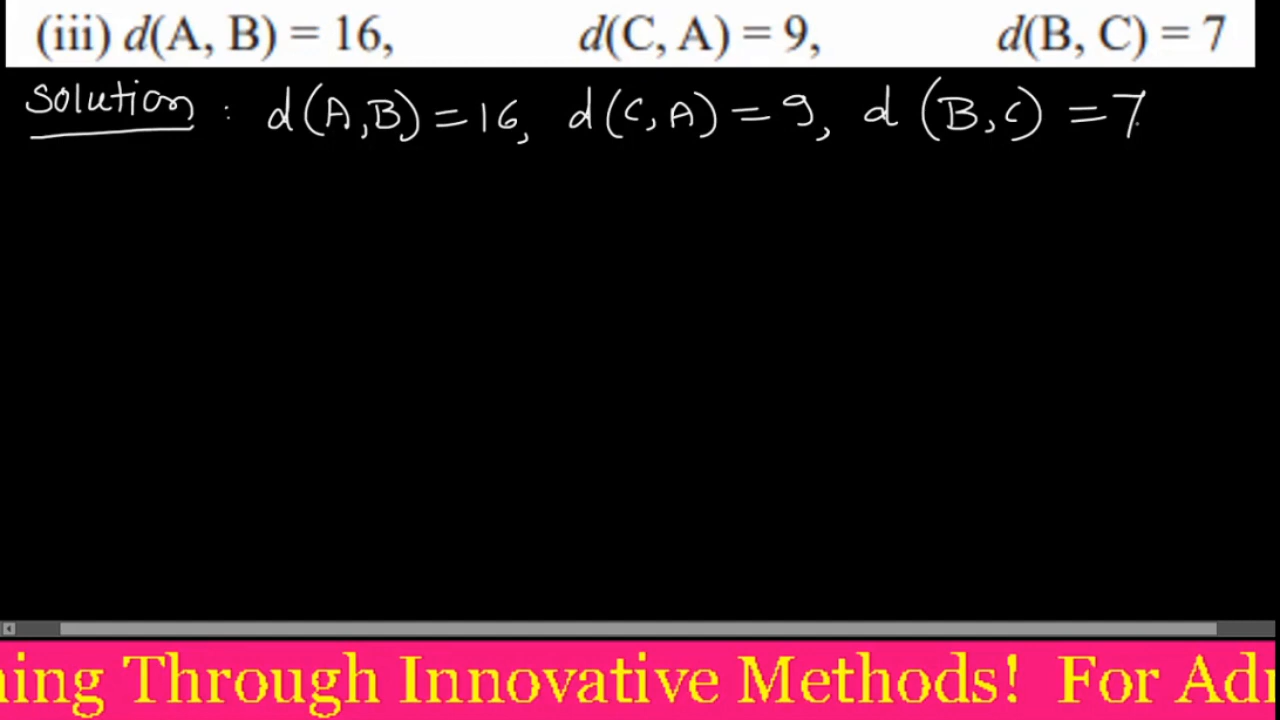 (iii) d(A, B) = 16, d(C, A) = 9, d(B, C) = 7
Solution : d(A,B) = 16, d(C,A) = 9, d(B,C) = 7
ning Through Innovative Methods! For Ad